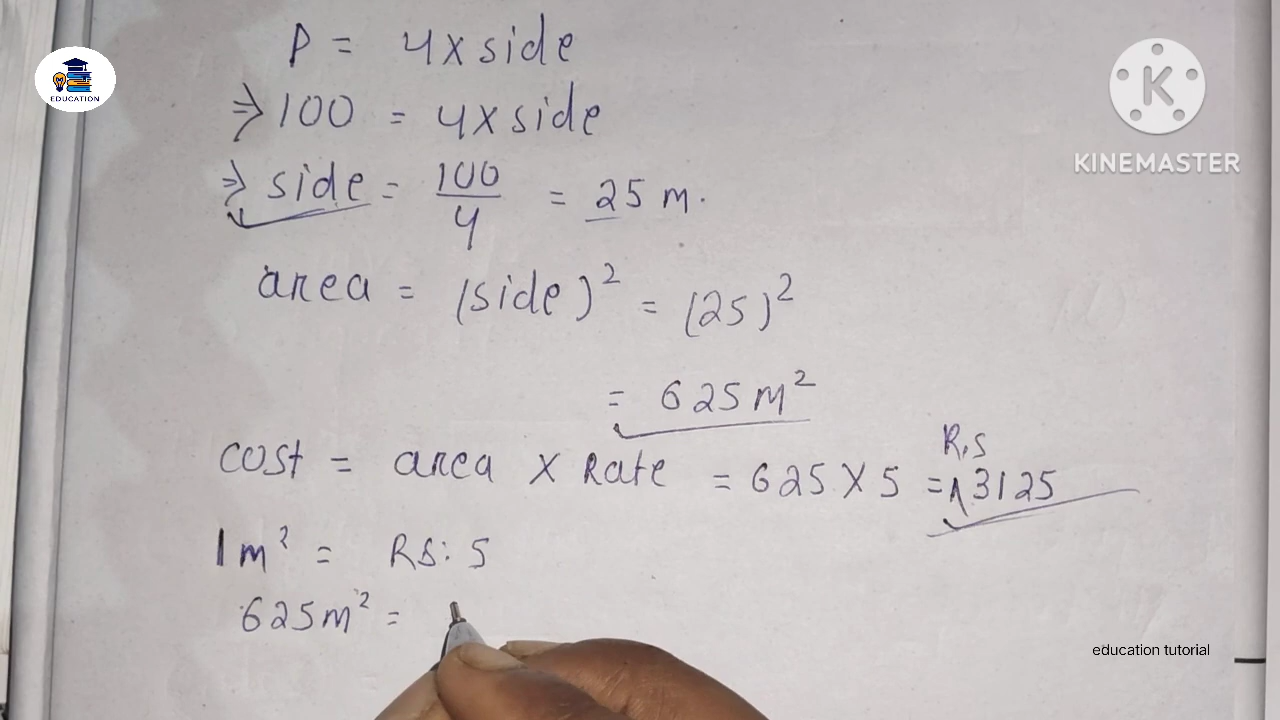 P = 4 x side
⇒ 100 = 4 x side
⇒ side = 100/4 = 25 m.
area = (side)² = (25)²
= 625 m²
cost = area x Rate = 625 x 5 = R.s 3125
1 m² = RS: 5
625 m² =
EDUCATION
K
KINEMASTER
education tutorial